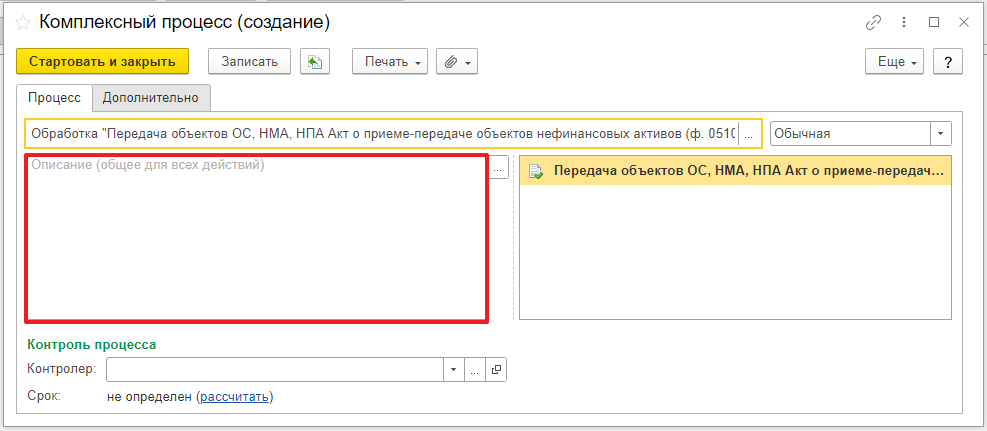 Комплексный процесс (создание)
Стартовать и закрыть Записать Печать Еще ?
Процесс Дополнительно
Обработка "Передача объектов ОС, НМА, НПА Акт о приеме-передаче объектов нефинансовых активов (ф. 0510 ... Обычная
Описание (общее для всех действий) ...
Передача объектов ОС, НМА, НПА Акт о приеме-передач...
Контроль процесса
Контролер: ...
Срок: не определен (рассчитать)